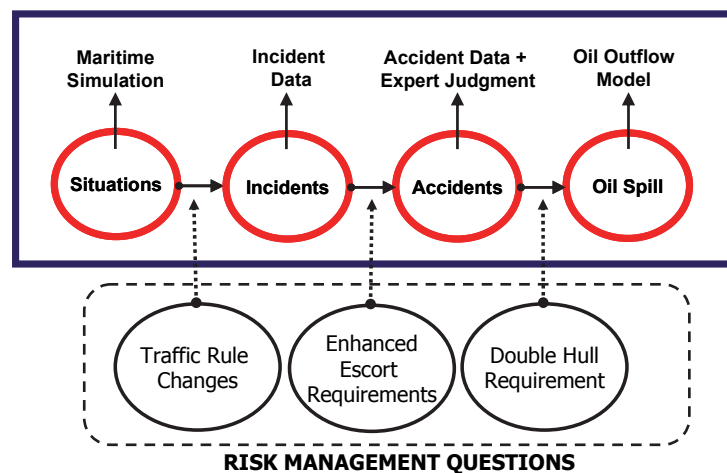 Maritime
Simulation
Incident
Data
Accident Data +
Expert Judgment
Oil Outflow
Model
Situations
Incidents
Accidents
Oil Spill
Traffic Rule
Changes
Enhanced
Escort
Requirements
Double Hull
Requirement
RISK MANAGEMENT QUESTIONS